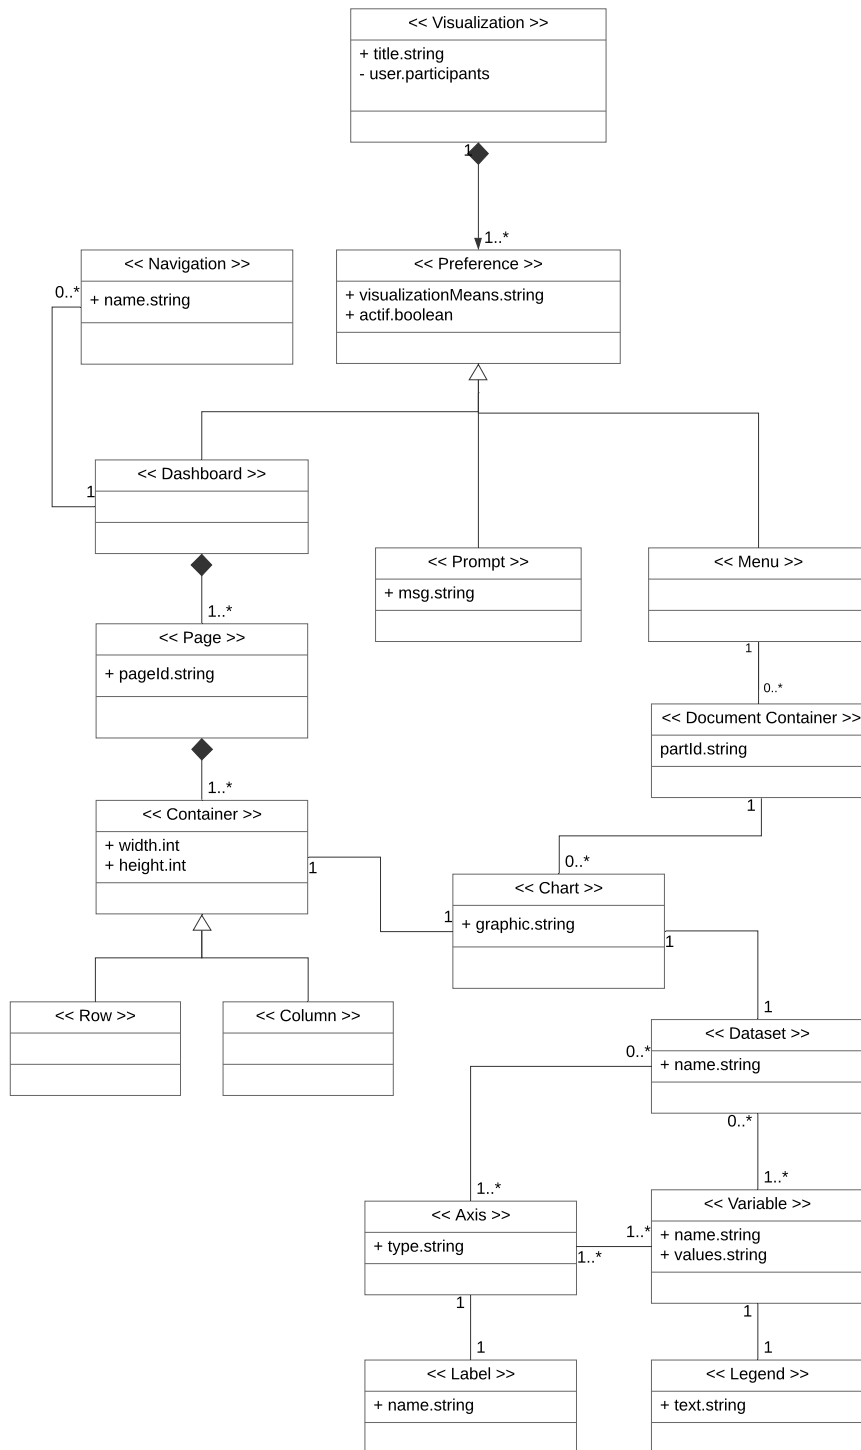 << Visualization >>
+ title.string
- user.participants
1
1..*
<< Navigation >>
+ name.string
0..*
<< Preference >>
+ visualizationMeans.string
+ actif.boolean
<< Dashboard >>
1
<< Prompt >>
+ msg.string
<< Menu >>
1
1..*
<< Page >>
+ pageId.string
0..*
<< Document Container >>
partId.string
1
1..*
<< Container >>
+ width.int
+ height.int
1
0..*
<< Chart >>
+ graphic.string
1
1
<< Row >>
<< Column >>
1
<< Dataset >>
+ name.string
0..*
0..*
1..*
1..*
<< Axis >>
+ type.string
1..*
1..*
<< Variable >>
+ name.string
+ values.string
1
1
1
1
<< Label >>
+ name.string
<< Legend >>
+ text.string